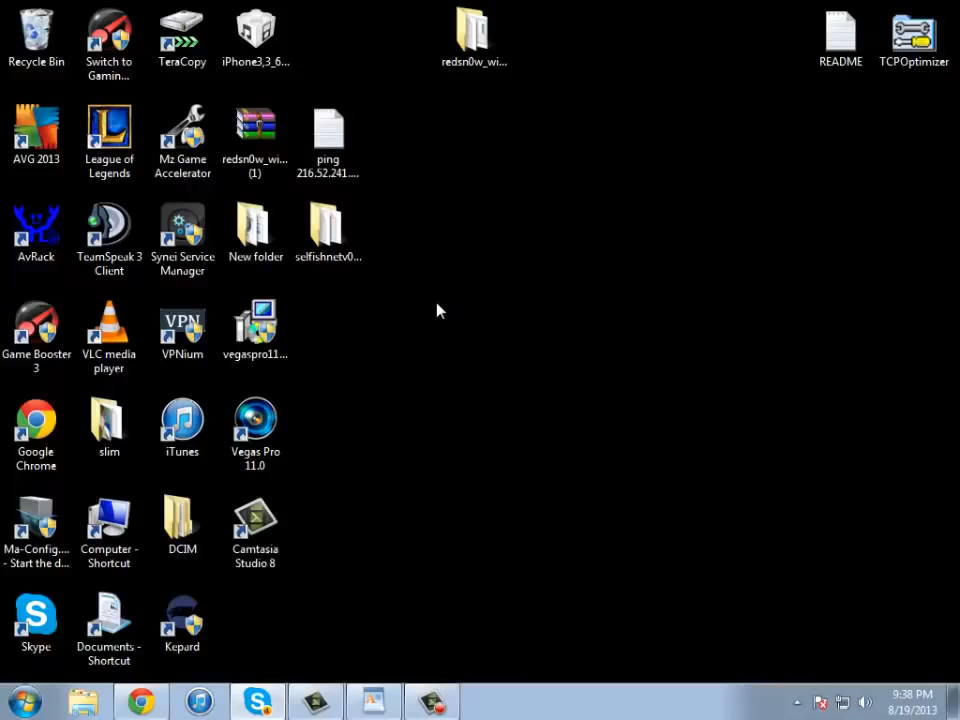 Recycle Bin
Switch to
Gamin...
TeraCopy
iPhone3,3_6...
redsn0w_wi...
README
TCPOptimizer
AVG 2013
League of
Legends
Mz Game
Accelerator
redsn0w_wi...
(1)
ping
216.52.241....
AvRack
TeamSpeak 3
Client
Synei Service
Manager
New folder
selfishnetv0...
Game Booster
3
VLC media
player
VPN
VPNium
vegaspro11...
Google
Chrome
slim
iTunes
Vegas Pro
11.0
Ma-Config....
- Start the d...
Computer -
Shortcut
DCIM
Camtasia
Studio 8
Skype
Documents -
Shortcut
Kepard
9:38 PM
8/19/2013